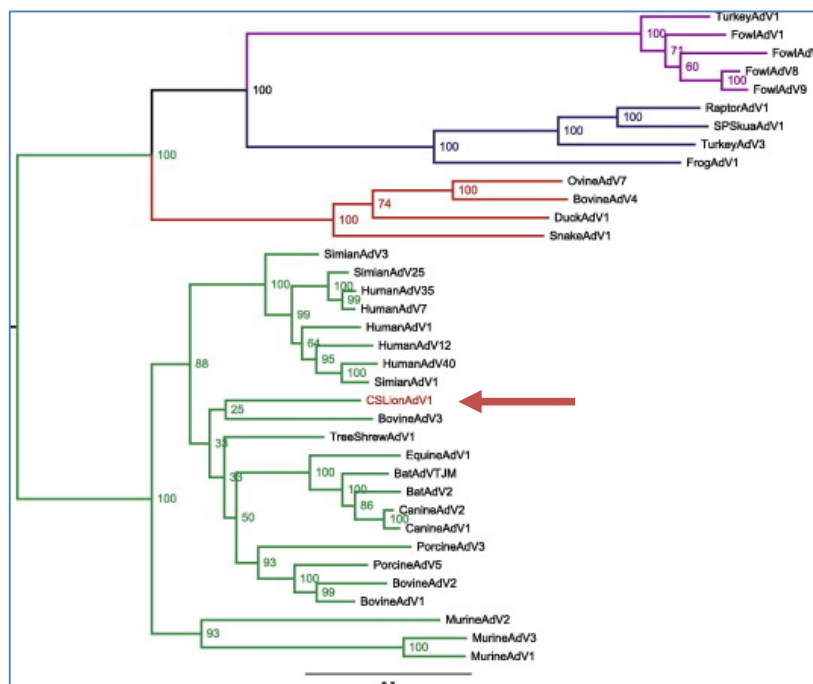 TurkeyAdV1
100
FowlAdV1
71
FowlAdV
60
FowlAdV8
100
FowlAdV9
100
RaptorAdV1
100
SPSkuaAdV1
100
TurkeyAdV3
100
FrogAdV1
100
OvineAdV7
100
BovineAdV4
74
DuckAdV1
100
SnakeAdV1
SimianAdV3
SimianAdV25
100
100
HumanAdV35
99
HumanAdV7
99
HumanAdV1
64
HumanAdV12
95
HumanAdV40
88
100
SimianAdV1
CSLionAdV1
25
BovineAdV3
TreeShrewAdV1
33
EquineAdV1
33
100
BatAdVTJM
100
BatAdV2
100
86
CanineAdV2
50
100
CanineAdV1
PorcineAdV3
93
PorcineAdV5
100
BovineAdV2
99
BovineAdV1
MurineAdV2
93
MurineAdV3
100
MurineAdV1